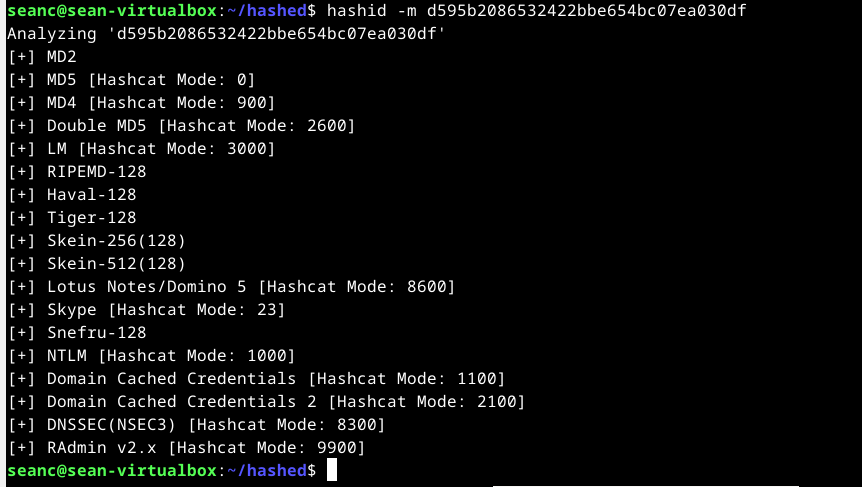 seanc@sean-virtualbox:~/hashed$ hashid -m d595b2086532422bbe654bc07ea030df
Analyzing 'd595b2086532422bbe654bc07ea030df'
[+] MD2
[+] MD5 [Hashcat Mode: 0]
[+] MD4 [Hashcat Mode: 900]
[+] Double MD5 [Hashcat Mode: 2600]
[+] LM [Hashcat Mode: 3000]
[+] RIPEMD-128
[+] Haval-128
[+] Tiger-128
[+] Skein-256(128)
[+] Skein-512(128)
[+] Lotus Notes/Domino 5 [Hashcat Mode: 8600]
[+] Skype [Hashcat Mode: 23]
[+] Snefru-128
[+] NTLM [Hashcat Mode: 1000]
[+] Domain Cached Credentials [Hashcat Mode: 1100]
[+] Domain Cached Credentials 2 [Hashcat Mode: 2100]
[+] DNSSEC(NSEC3) [Hashcat Mode: 8300]
[+] RAdmin v2.x [Hashcat Mode: 9900]
seanc@sean-virtualbox:~/hashed$